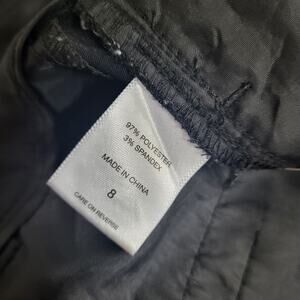 97% POLYESTER
3% SPANDEX
MADE IN CHINA
8
CARE ON REVERSE